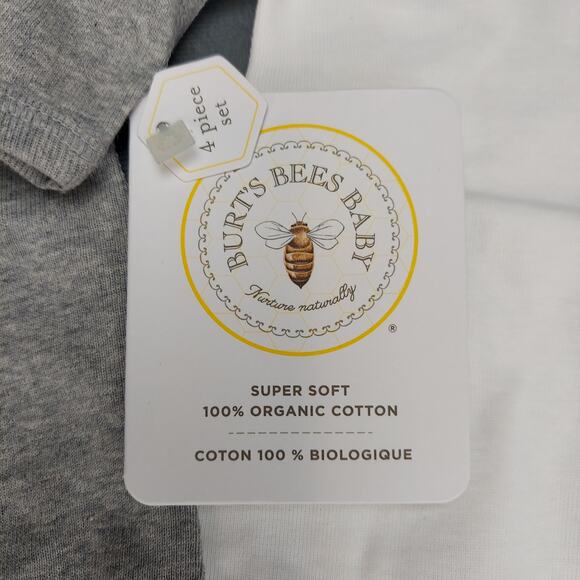 4 piece
set
BURT'S BEES BABY
Nurture naturally
®
SUPER SOFT
100% ORGANIC COTTON
COTON 100 % BIOLOGIQUE